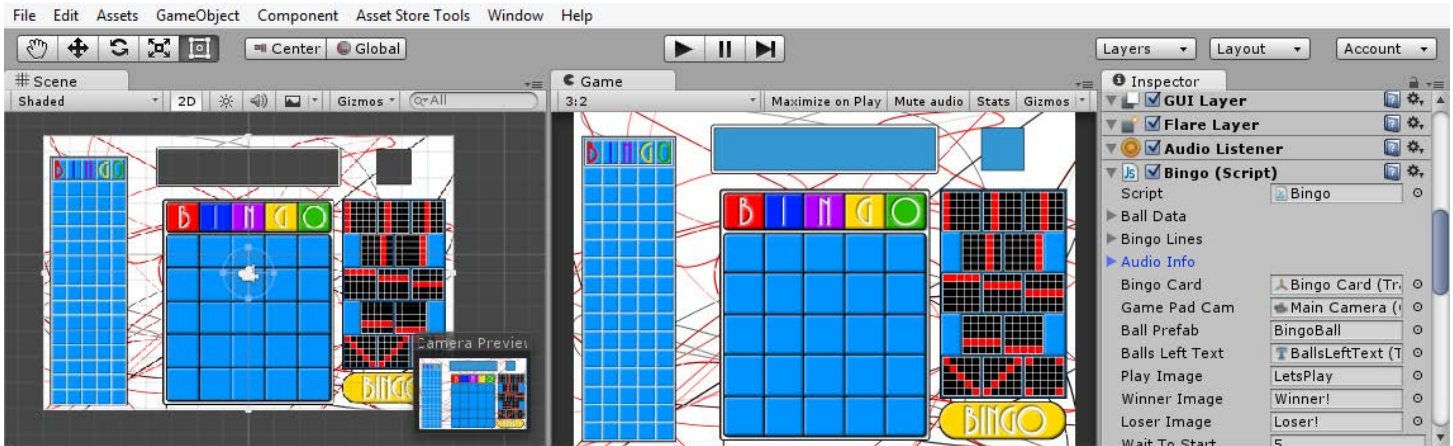 File Edit Assets GameObject Component Asset Store Tools Window Help
Center Global Layers Layout Account
Scene Game Inspector
Shaded 2D Gizmos All 3:2 Maximize on Play Mute audio Stats Gizmos
GUI Layer
Flare Layer
Audio Listener
Bingo (Script)
Script Bingo
Ball Data
Bingo Lines
Audio Info
Bingo Card Bingo Card (Tra
Game Pad Cam Main Camera (
Ball Prefab BingoBall
Balls Left Text BallsLeftText (T
Play Image LetsPlay
Winner Image Winner!
Loser Image Loser!
Wait To Start 5
BINGO
BINGO
Camera Preview
BINGO
BINGO
BINGO
BINGO